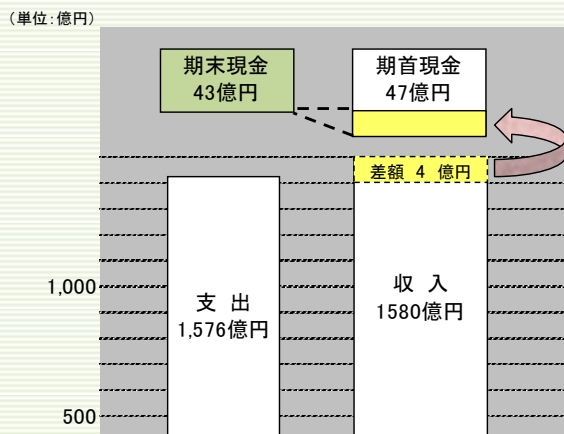 （単位：億円）
期末現金
43億円
期首現金
47億円
差額 4 億円
1,000
支 出
1,576億円
収 入
1580億円
500